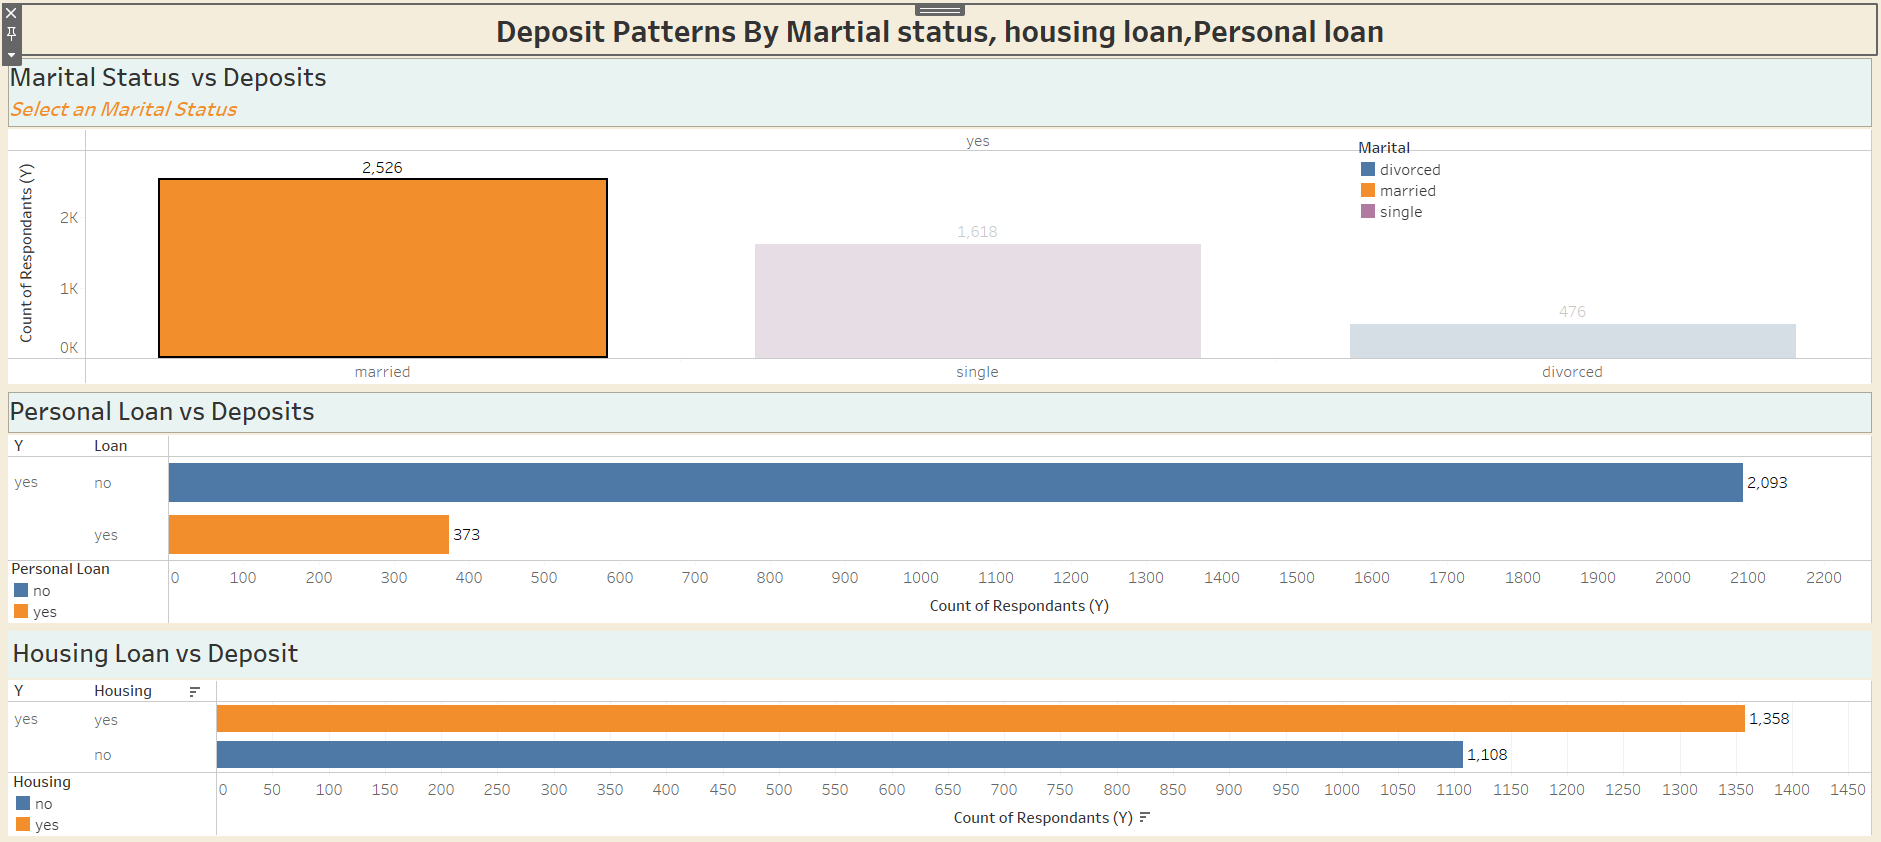 Deposit Patterns By Martial status, housing loan,Personal loan
Marital Status vs Deposits
Select an Marital Status
yes
Marital
divorced
married
single
Count of Respondants (Y)
2K
1K
0K
2,526
1,618
476
married single divorced
Personal Loan vs Deposits
Y Loan
yes no 2,093
yes 373
Personal Loan
no
yes
0 100 200 300 400 500 600 700 800 900 1000 1100 1200 1300 1400 1500 1600 1700 1800 1900 2000 2100 2200
Count of Respondants (Y)
Housing Loan vs Deposit
Y Housing
yes yes 1,358
no 1,108
Housing
no
yes
0 50 100 150 200 250 300 350 400 450 500 550 600 650 700 750 800 850 900 950 1000 1050 1100 1150 1200 1250 1300 1350 1400 1450
Count of Respondants (Y)